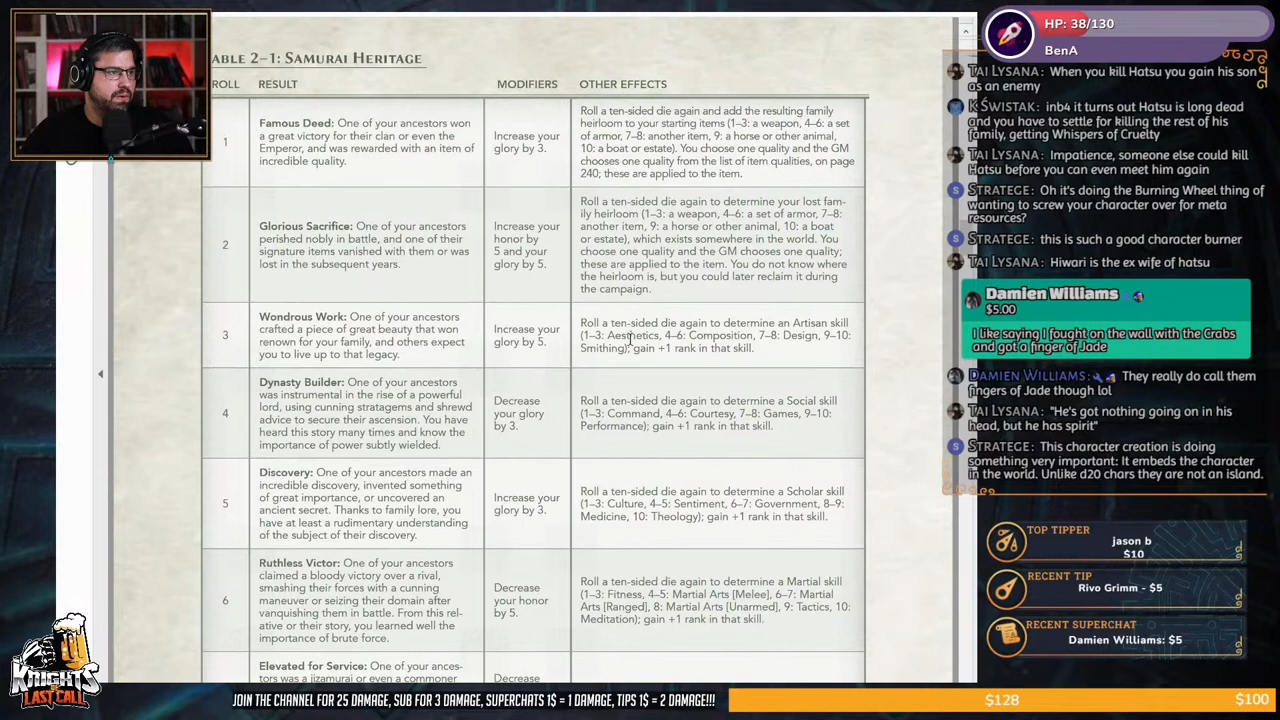 ABLE 2–1: SAMURAI HERITAGE
ROLL
RESULT
MODIFIERS
OTHER EFFECTS
1
Famous Deed: One of your ancestors won
a great victory for their clan or even the
Emperor, and was rewarded with an item of
incredible quality.
Increase your
glory by 3.
Roll a ten-sided die again and add the resulting family
heirloom to your starting items (1–3: a weapon, 4–6: a set
of armor, 7–8: another item, 9: a horse or other animal,
10: a boat or estate). You choose one quality and the GM
chooses one quality from the list of item qualities, on page
240; these are applied to the item.
2
Glorious Sacrifice: One of your ancestors
perished nobly in battle, and one of their
signature items vanished with them or was
lost in the subsequent years.
Increase your
honor by
5 and your
glory by 5.
Roll a ten-sided die again to determine your lost fam-
ily heirloom (1–3: a weapon, 4–6: a set of armor, 7–8:
another item, 9: a horse or other animal, 10: a boat
or estate), which exists somewhere in the world. You
choose one quality and the GM chooses one quality;
these are applied to the item. You do not know where
the heirloom is, but you could later reclaim it during
the campaign.
3
Wondrous Work: One of your ancestors
crafted a piece of great beauty that won
renown for your family, and others expect
you to live up to that legacy.
Increase your
glory by 5.
Roll a ten-sided die again to determine an Artisan skill
(1–3: Aesthetics, 4–6: Composition, 7–8: Design, 9–10:
Smithing); gain +1 rank in that skill.
4
Dynasty Builder: One of your ancestors
was instrumental in the rise of a powerful
lord, using cunning stratagems and shrewd
advice to secure their ascension. You have
heard this story many times and know the
importance of power subtly wielded.
Decrease
your glory
by 3.
Roll a ten-sided die again to determine a Social skill
(1–3: Command, 4–6: Courtesy, 7–8: Games, 9–10:
Performance); gain +1 rank in that skill.
5
Discovery: One of your ancestors made an
incredible discovery, invented something
of great importance, or uncovered an
ancient secret. Thanks to family lore, you
have at least a rudimentary understanding
of the subject of their discovery.
Increase your
glory by 3.
Roll a ten-sided die again to determine a Scholar skill
(1–3: Culture, 4–5: Sentiment, 6–7: Government, 8–9:
Medicine, 10: Theology); gain +1 rank in that skill.
6
Ruthless Victor: One of your ancestors
claimed a bloody victory over a rival,
smashing their forces with a cunning
maneuver or seizing their domain after
vanquishing them in battle. From this rel-
ative or their story, you learned well the
importance of brute force.
Decrease
your honor
by 5.
Roll a ten-sided die again to determine a Martial skill
(1–3: Fitness, 4–5: Martial Arts [Melee], 6–7: Martial
Arts [Ranged], 8: Martial Arts [Unarmed], 9: Tactics, 10:
Meditation); gain +1 rank in that skill.
Elevated for Service: One of your ances-
tors was a jizamurai or even a commoner
Decrease
HP: 38/130
BenA
TAI LYSANA: When you kill Hatsu you gain his son
as an enemy
K ŚWISTAK: inb4 it turns out Hatsu is long dead
and you have to settle for killing the rest of his
family, getting Whispers of Cruelty
TAI LYSANA: Impatience, someone else could kill
Hatsu before you can even meet him again
S STRATEGE: Oh it's doing the Burning Wheel thing of
wanting to screw your character over for meta
resources?
S STRATEGE: this is such a good character burner
TAI LYSANA: Hiwari is the ex wife of hatsu
Damien Williams
$5.00
I like saying I fought on the wall with the Crabs
and got a finger of Jade
DAMIEN WILLIAMS: They really do call them
fingers of Jade though lol
TAI LYSANA: "He's got nothing going on in his
head, but he has spirit"
S STRATEGE: This character creation is doing
something very important: It embeds the character
in the world. Unlike d20 chars they are not an island.
TOP TIPPER
jason b
$10
RECENT TIP
Rivo Grimm - $5
RECENT SUPERCHAT
Damien Williams: $5
KNIGHTS
LAST CALL
JOIN THE CHANNEL FOR 25 DAMAGE, SUB FOR 3 DAMAGE, SUPERCHATS 1$ = 1 DAMAGE, TIPS 1$ = 2 DAMAGE!!!
$128
$100